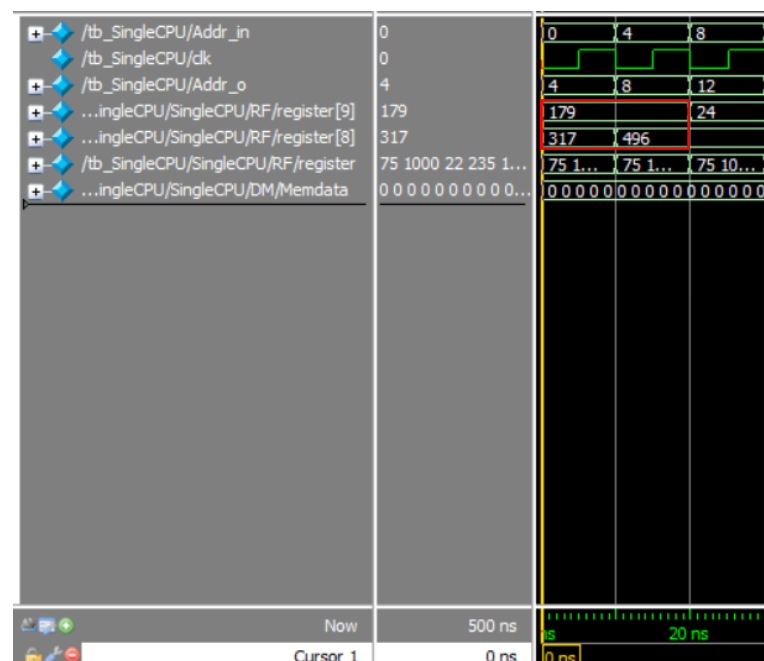 /tb_SingleCPU/Addr_in 0 0 4 8
/tb_SingleCPU/clk 0
/tb_SingleCPU/Addr_o 4 4 8 12
...ingleCPU/SingleCPU/RF/register[9] 179 179 24
...ingleCPU/SingleCPU/RF/register[8] 317 317 496
/tb_SingleCPU/SingleCPU/RF/register 75 1000 22 235 1... 75 1... 75 1... 75 10...
...ingleCPU/SingleCPU/DM/Memdata 0 0 0 0 0 0 0 0 0 0... 0 0 0 0 0 0 0 0 0 0 0 0 0 0 0 0 0
Now 500 ns ns 20 ns
Cursor 1 0 ns 0 ns